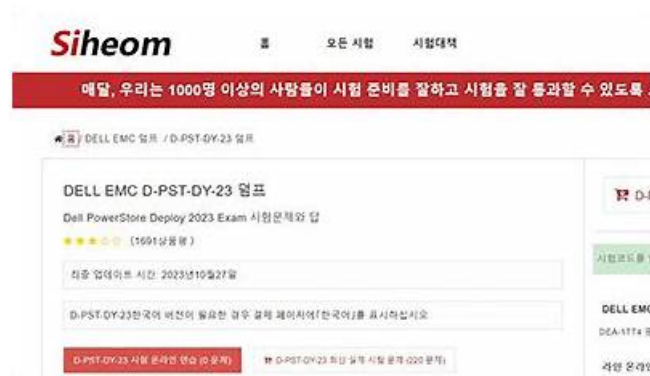 Siheom
홈 모든 시험 시험대책
매달, 우리는 1000명 이상의 사람들이 시험 준비를 잘하고 시험을 잘 통과할 수 있도록
홈 / DELL EMC 덤프 / D-PST-DY-23 덤프
DELL EMC D-PST-DY-23 덤프
Dell PowerStore Deploy 2023 Exam 시험문제와 답
(1691상품평)
최종 업데이트 시간: 2023년10월27일
D-PST-DY-23한국어 버전이 필요한 경우 결제 페이지에「한국어」를 표시하십시오
D-PST-DY-23 시험 온라인 연습 (0 문제)
D-PST-DY-23 최신 실제 시험 문제 (220 문제)
시험코드를
DELL EMC
DEA-1TT4